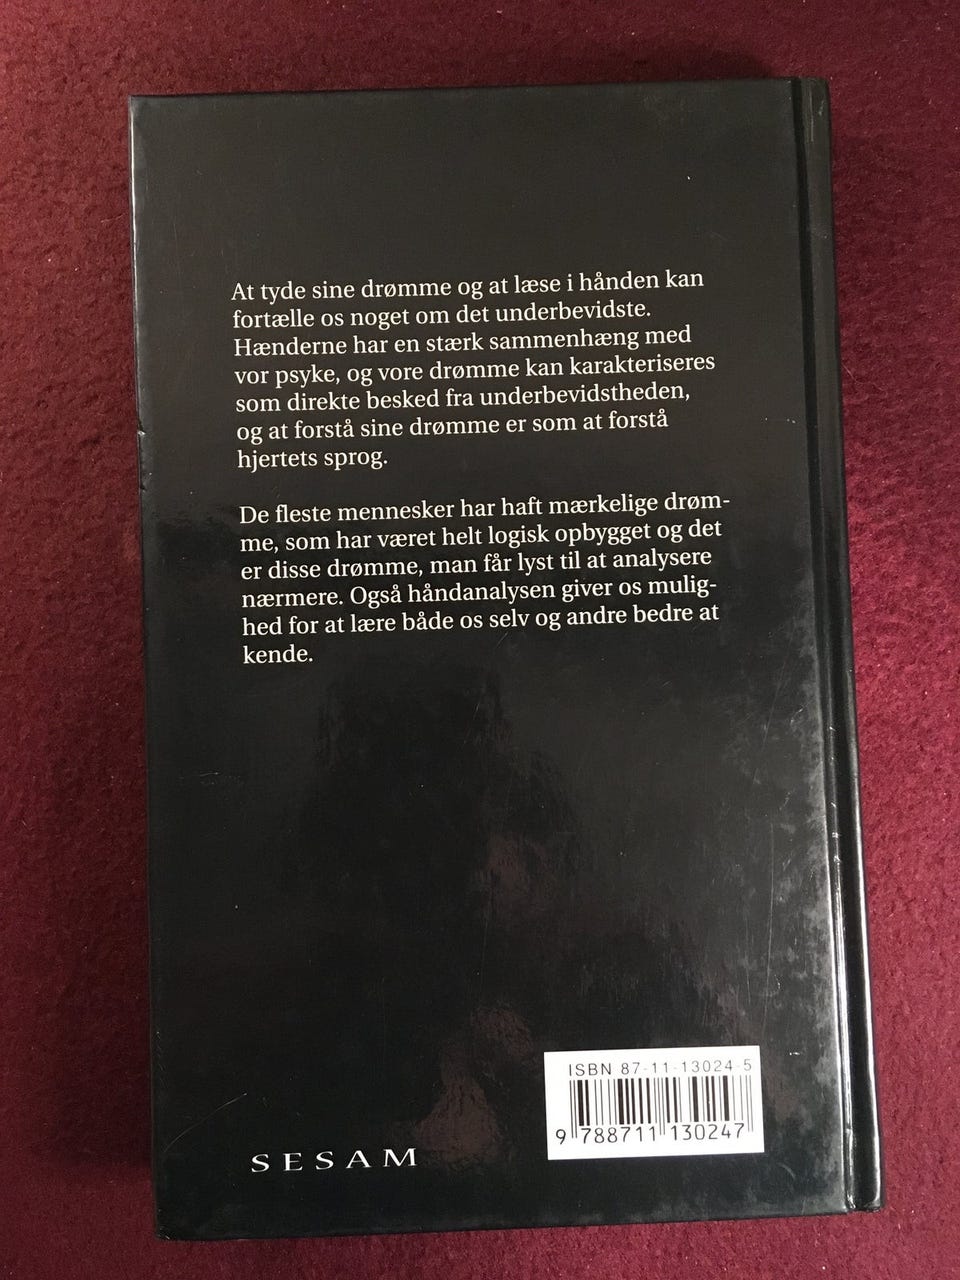 At tyde sine drømme og at læse i hånden kan
fortælle os noget om det underbevidste.
Hænderne har en stærk sammenhæng med
vor psyke, og vore drømme kan karakteriseres
som direkte besked fra underbevidstheden,
og at forstå sine drømme er som at forstå
hjertets sprog.
De fleste mennesker har haft mærkelige drøm-
me, som har været helt logisk opbygget og det
er disse drømme, man får lyst til at analysere
nærmere. Også håndanalysen giver os mulig-
hed for at lære både os selv og andre bedre at
kende.
ISBN 87-11-13024-5
9 788711 130247
SESAM